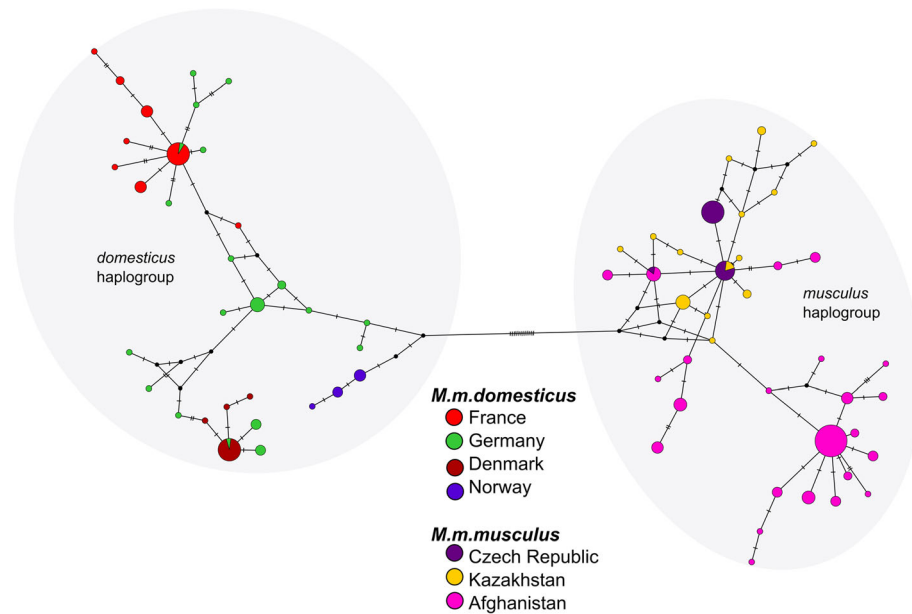 domesticus
haplogroup
musculus
haplogroup
M.m.domesticus
France
Germany
Denmark
Norway
M.m.musculus
Czech Republic
Kazakhstan
Afghanistan